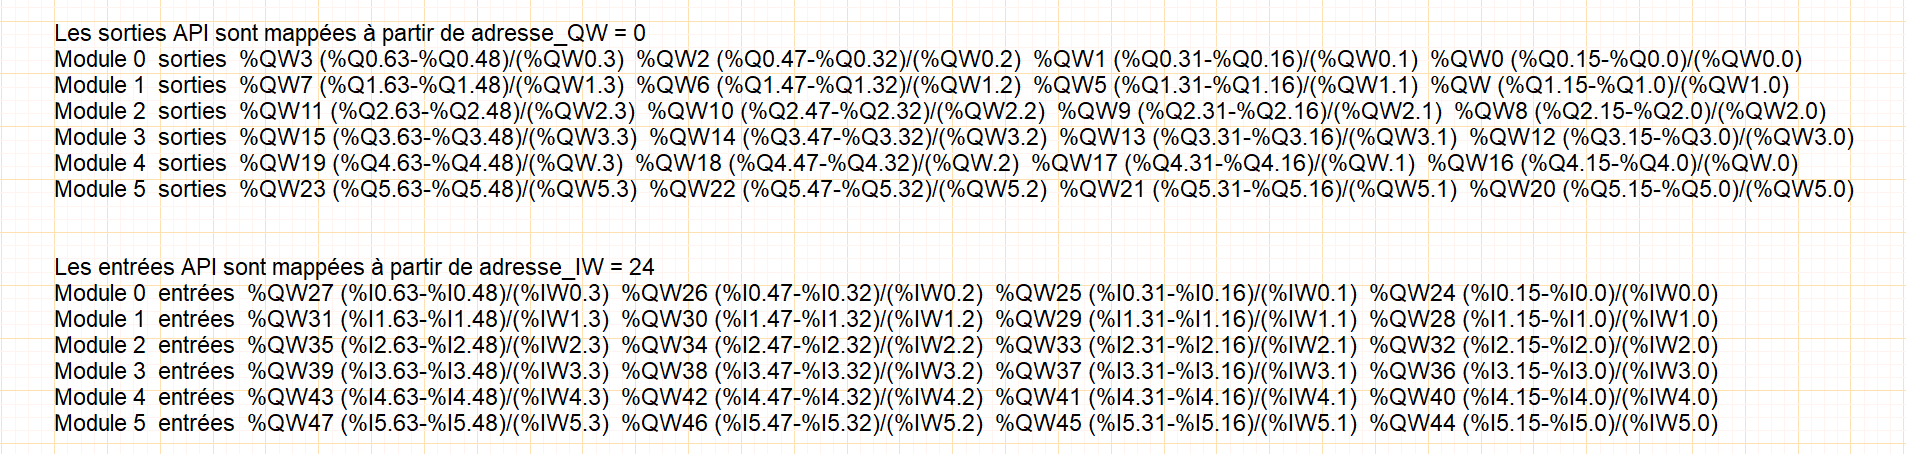 Les sorties API sont mappées à partir de adresse_QW = 0
Module 0  sorties  %QW3 (%Q0.63-%Q0.48)/(%QW0.3)  %QW2 (%Q0.47-%Q0.32)/(%QW0.2)  %QW1 (%Q0.31-%Q0.16)/(%QW0.1)  %QW0 (%Q0.15-%Q0.0)/(%QW0.0)
Module 1  sorties  %QW7 (%Q1.63-%Q1.48)/(%QW1.3)  %QW6 (%Q1.47-%Q1.32)/(%QW1.2)  %QW5 (%Q1.31-%Q1.16)/(%QW1.1)  %QW (%Q1.15-%Q1.0)/(%QW1.0)
Module 2  sorties  %QW11 (%Q2.63-%Q2.48)/(%QW2.3)  %QW10 (%Q2.47-%Q2.32)/(%QW2.2)  %QW9 (%Q2.31-%Q2.16)/(%QW2.1)  %QW8 (%Q2.15-%Q2.0)/(%QW2.0)
Module 3  sorties  %QW15 (%Q3.63-%Q3.48)/(%QW3.3)  %QW14 (%Q3.47-%Q3.32)/(%QW3.2)  %QW13 (%Q3.31-%Q3.16)/(%QW3.1)  %QW12 (%Q3.15-%Q3.0)/(%QW3.0)
Module 4  sorties  %QW19 (%Q4.63-%Q4.48)/(%QW.3)  %QW18 (%Q4.47-%Q4.32)/(%QW.2)  %QW17 (%Q4.31-%Q4.16)/(%QW.1)  %QW16 (%Q4.15-%Q4.0)/(%QW.0)
Module 5  sorties  %QW23 (%Q5.63-%Q5.48)/(%QW5.3)  %QW22 (%Q5.47-%Q5.32)/(%QW5.2)  %QW21 (%Q5.31-%Q5.16)/(%QW5.1)  %QW20 (%Q5.15-%Q5.0)/(%QW5.0)
Les entrées API sont mappées à partir de adresse_IW = 24
Module 0  entrées  %QW27 (%I0.63-%I0.48)/(%IW0.3)  %QW26 (%I0.47-%I0.32)/(%IW0.2)  %QW25 (%I0.31-%I0.16)/(%IW0.1)  %QW24 (%I0.15-%I0.0)/(%IW0.0)
Module 1  entrées  %QW31 (%I1.63-%I1.48)/(%IW1.3)  %QW30 (%I1.47-%I1.32)/(%IW1.2)  %QW29 (%I1.31-%I1.16)/(%IW1.1)  %QW28 (%I1.15-%I1.0)/(%IW1.0)
Module 2  entrées  %QW35 (%I2.63-%I2.48)/(%IW2.3)  %QW34 (%I2.47-%I2.32)/(%IW2.2)  %QW33 (%I2.31-%I2.16)/(%IW2.1)  %QW32 (%I2.15-%I2.0)/(%IW2.0)
Module 3  entrées  %QW39 (%I3.63-%I3.48)/(%IW3.3)  %QW38 (%I3.47-%I3.32)/(%IW3.2)  %QW37 (%I3.31-%I3.16)/(%IW3.1)  %QW36 (%I3.15-%I3.0)/(%IW3.0)
Module 4  entrées  %QW43 (%I4.63-%I4.48)/(%IW4.3)  %QW42 (%I4.47-%I4.32)/(%IW4.2)  %QW41 (%I4.31-%I4.16)/(%IW4.1)  %QW40 (%I4.15-%I4.0)/(%IW4.0)
Module 5  entrées  %QW47 (%I5.63-%I5.48)/(%IW5.3)  %QW46 (%I5.47-%I5.32)/(%IW5.2)  %QW45 (%I5.31-%I5.16)/(%IW5.1)  %QW44 (%I5.15-%I5.0)/(%IW5.0)